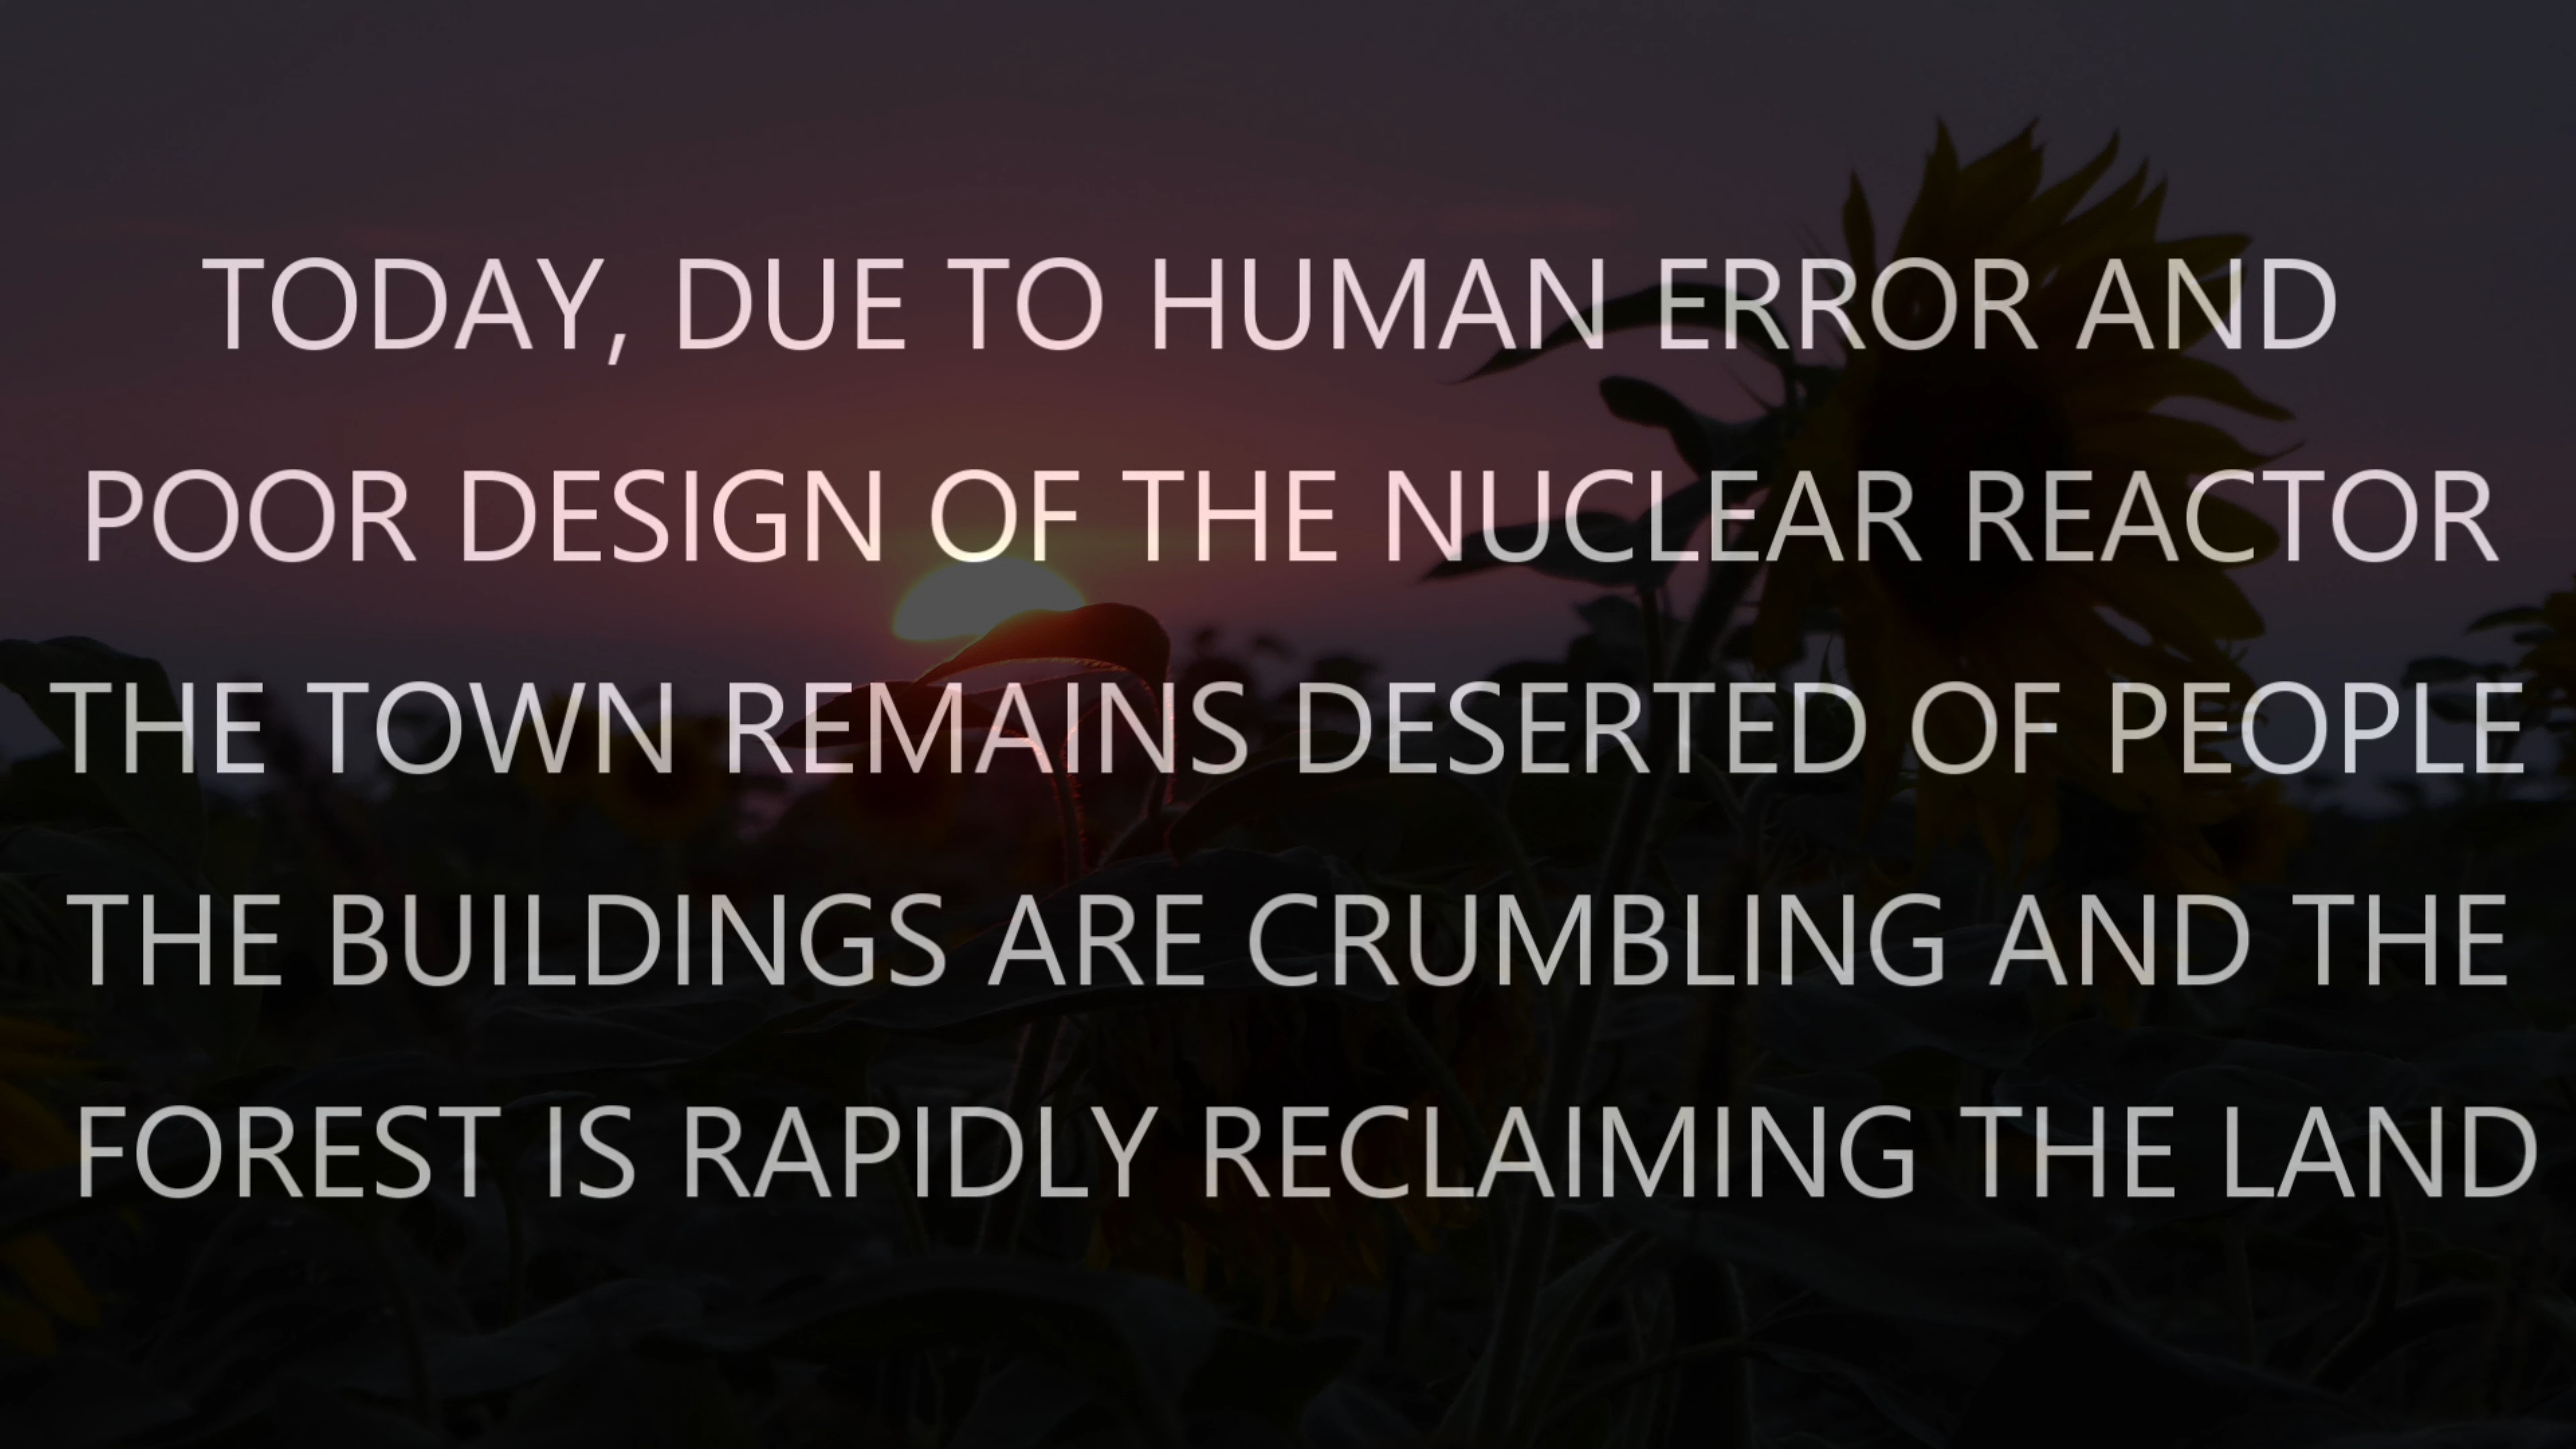 TODAY, DUE TO HUMAN ERROR AND
POOR DESIGN OF THE NUCLEAR REACTOR
THE TOWN REMAINS DESERTED OF PEOPLE
THE BUILDINGS ARE CRUMBLING AND THE
FOREST IS RAPIDLY RECLAIMING THE LAND